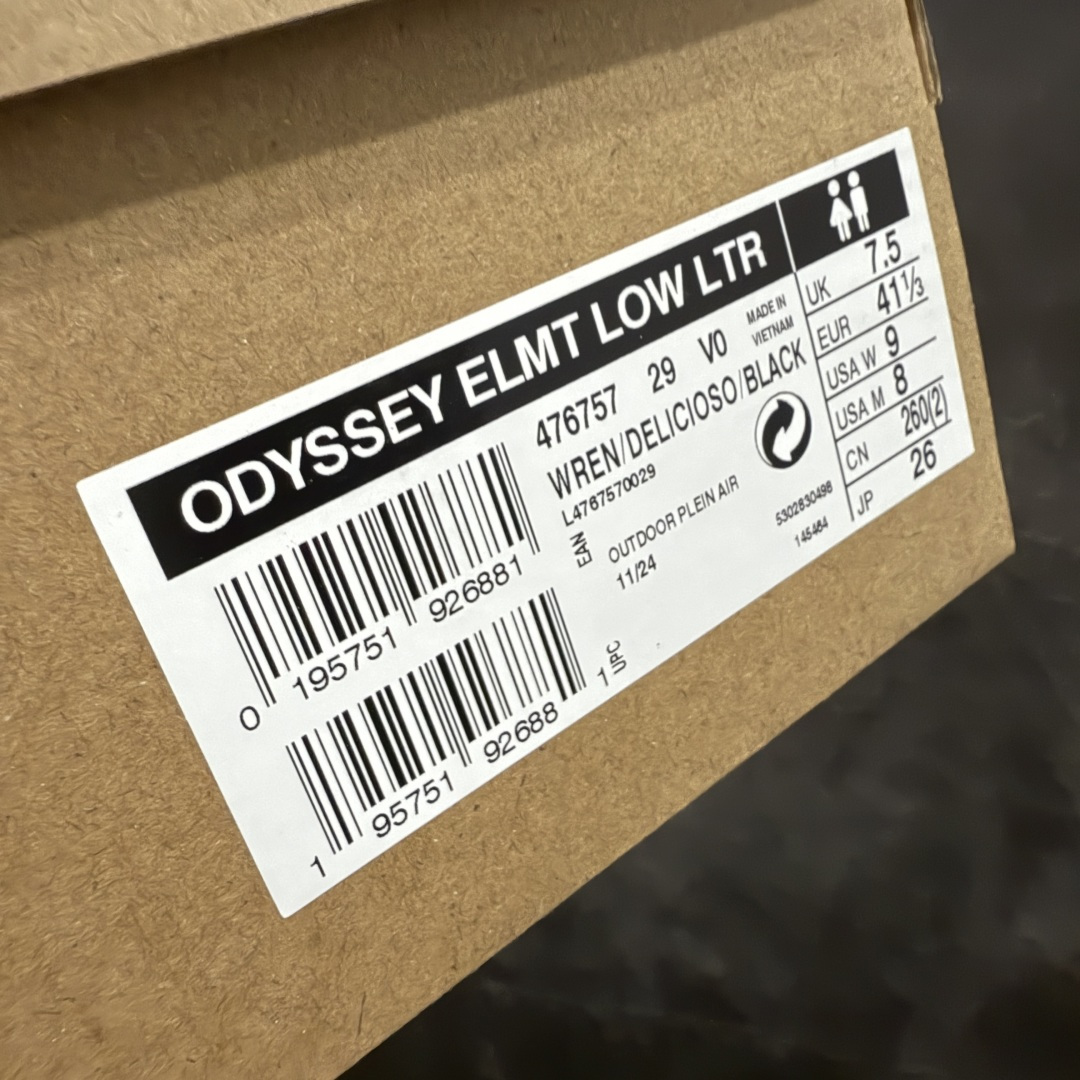 ODYSSEY ELMT LOW LTR
476757 29 V0
MADE IN
VIETNAM
WREN/DELICIOSO/BLACK
L4767570029
EAN
OUTDOOR PLEIN AIR
11/24
5302830498
145464
0 195751 926881
1 95751 92688 1
UPC
UK 7.5
EUR 41⅓
USA W 9
USA M 8
CN 260(2)
JP 26